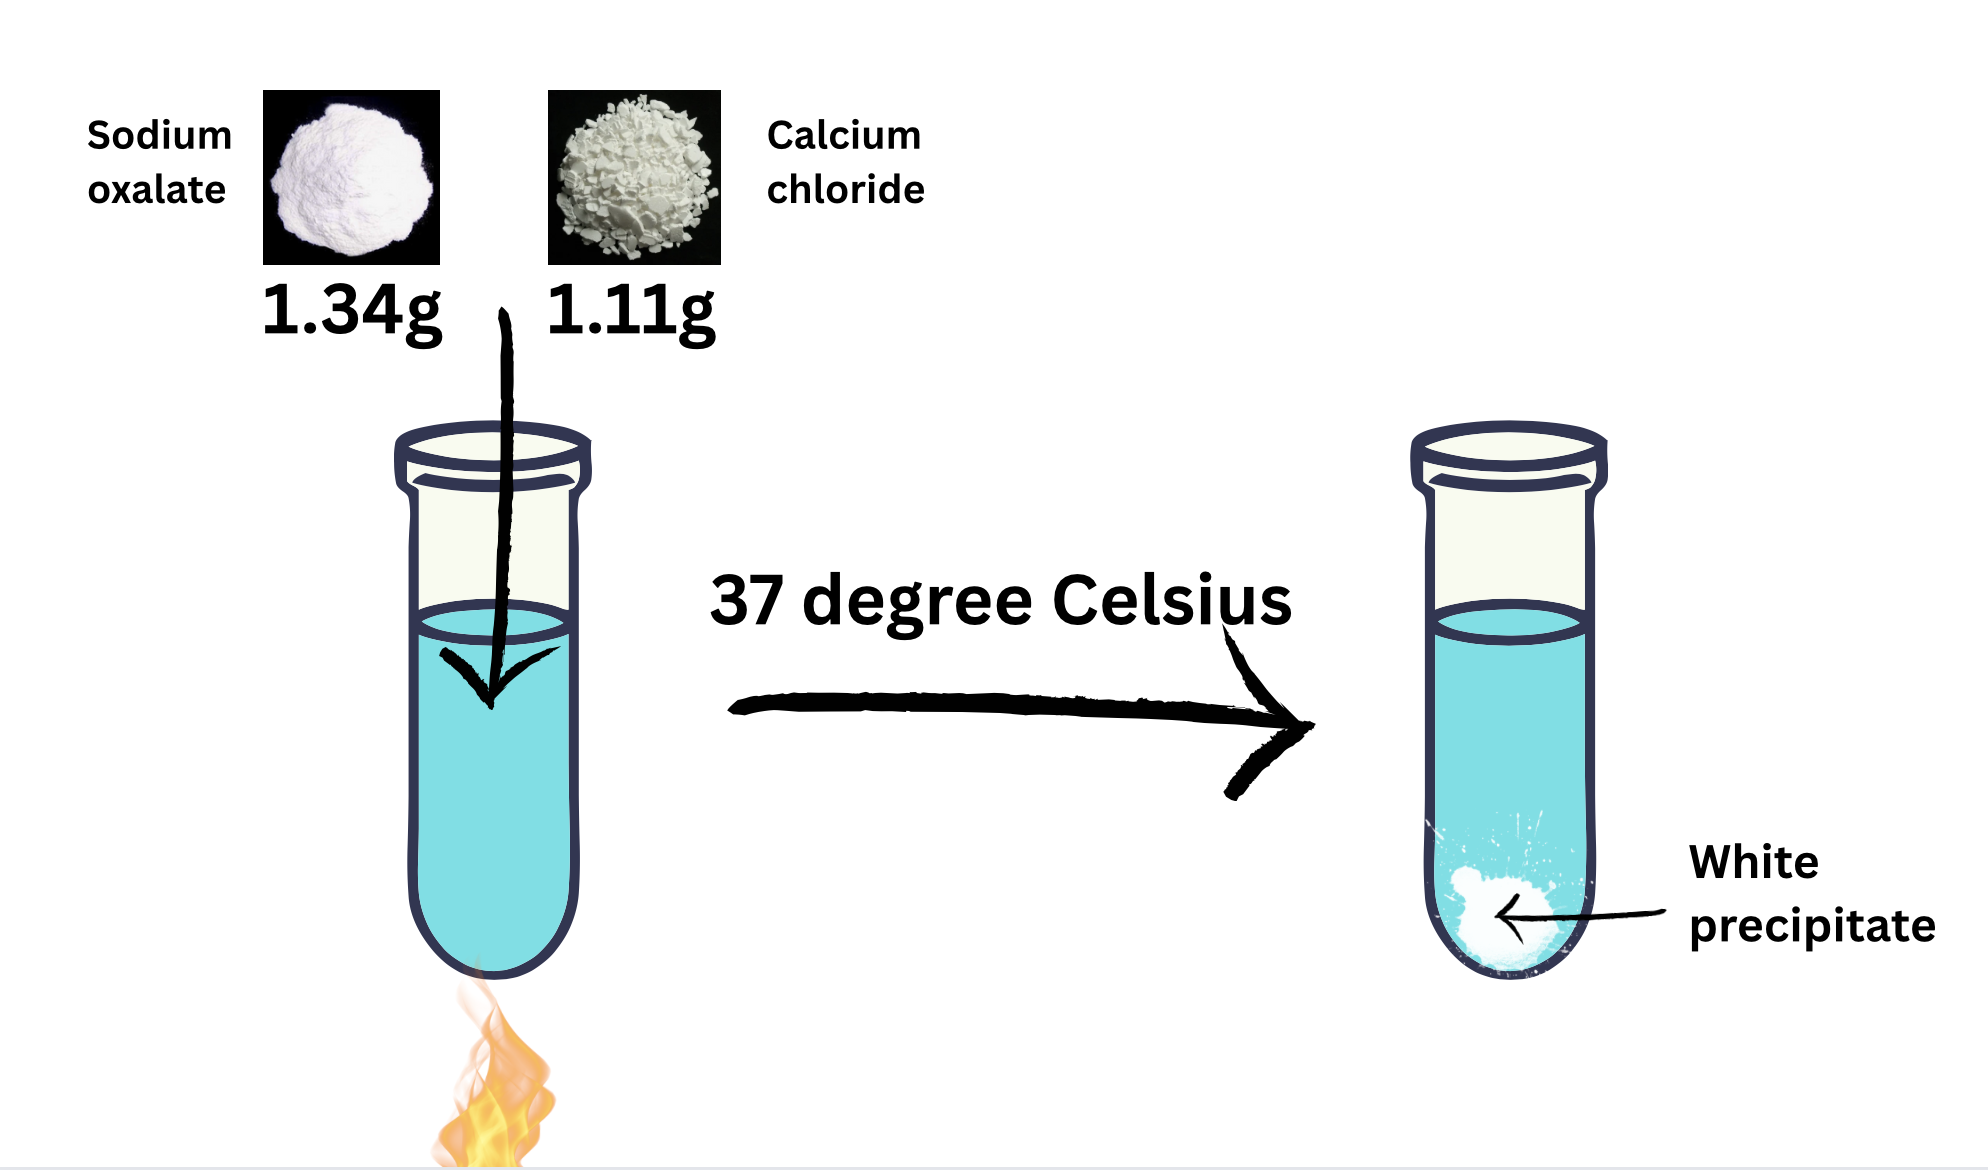 Sodium
oxalate
Calcium
chloride
1.34g
1.11g
37 degree Celsius
White
precipitate